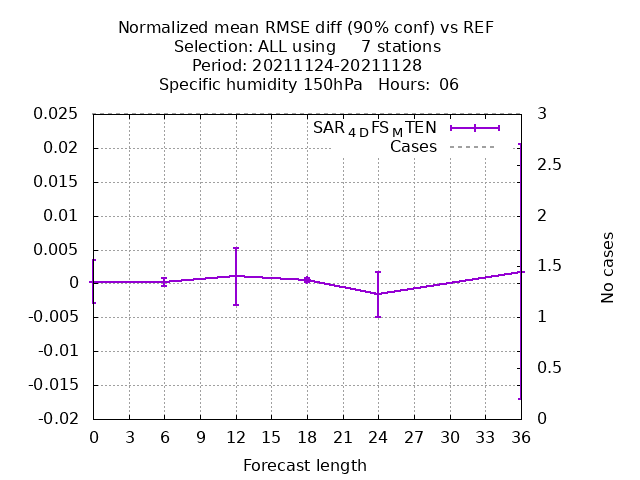 Normalized mean RMSE diff (90% conf) vs REF
Selection: ALL using 7 stations
Period: 20211124-20211128
Specific humidity 150hPa Hours: 06
0.025
0.02
0.015
0.01
0.005
0
-0.005
-0.01
-0.015
-0.02
SAR4DFSMTEN
Cases
3
2.5
2
1.5
1
0.5
0
No cases
0 3 6 9 12 15 18 21 24 27 30 33 36
Forecast length